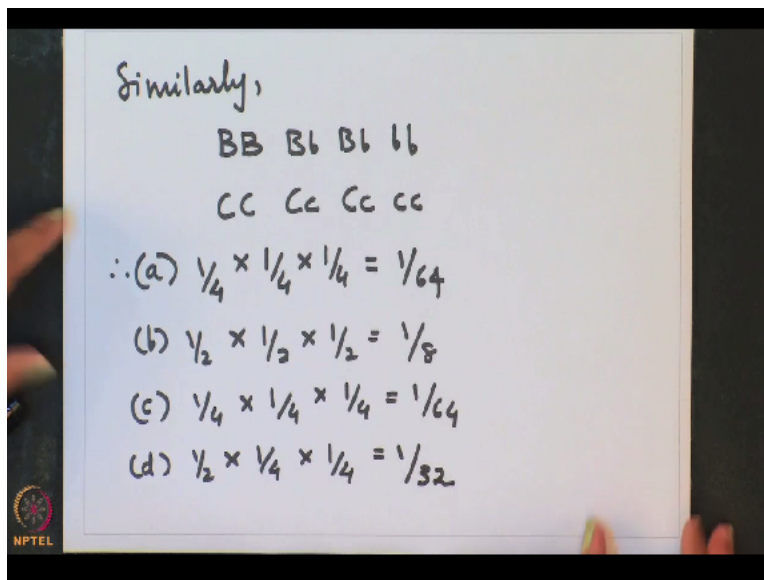 Similarly,
BB Bb Bb bb
CC Cc Cc cc
∴(a) 1/4 × 1/4 × 1/4 = 1/64
(b) 1/2 × 1/2 × 1/2 = 1/8
(c) 1/4 × 1/4 × 1/4 = 1/64
(d) 1/2 × 1/4 × 1/4 = 1/32
NPTEL